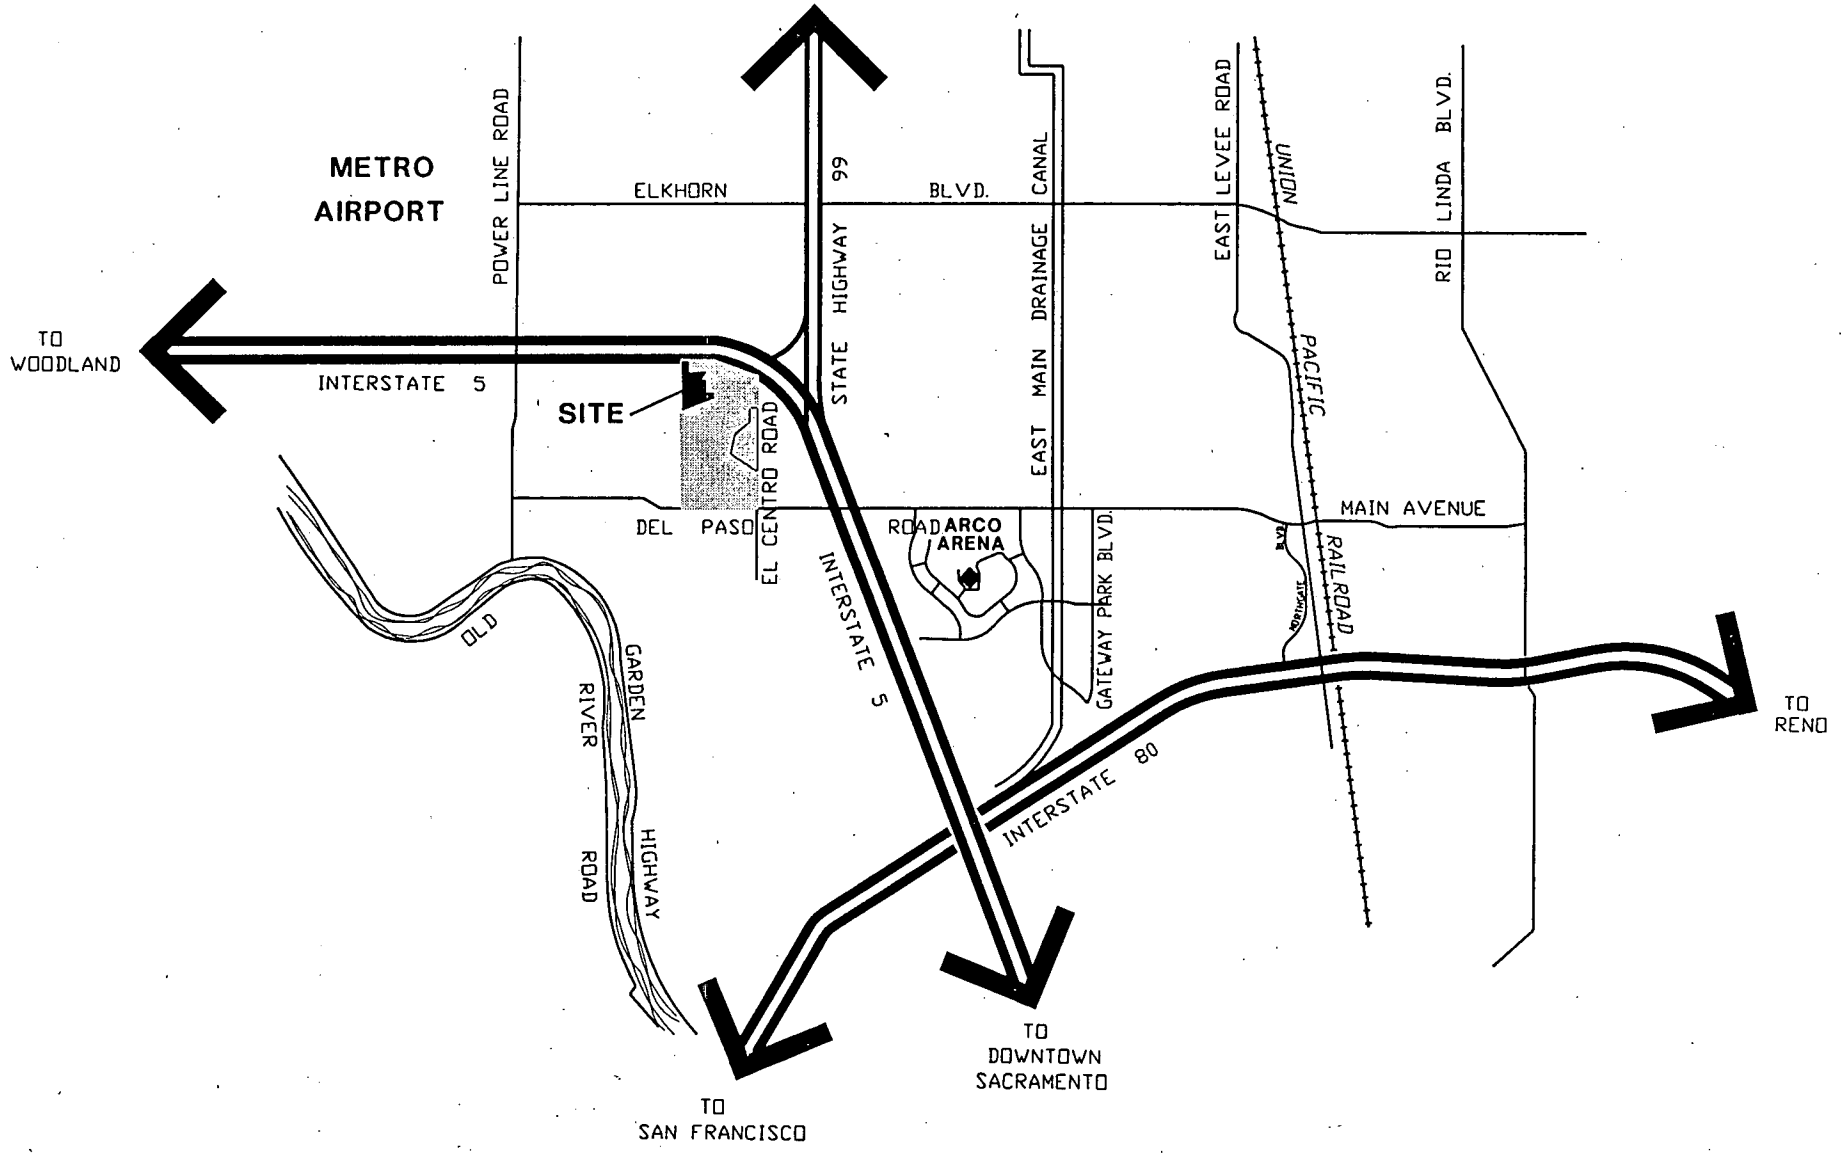 METRO
AIRPORT
POWER LINE ROAD
ELKHORN BLVD.
STATE HIGHWAY 99
EAST MAIN DRAINAGE CANAL
EAST LEVEE ROAD
UNION PACIFIC RAILROAD
RIO LINDA BLVD.
TO
WOODLAND
INTERSTATE 5
SITE
EL CENTRO ROAD
DEL PASO ROAD
ARCO
ARENA
MAIN AVENUE
GATEWAY PARK BLVD.
NORTHGATE BLVD
INTERSTATE 5
OLD
GARDEN
HIGHWAY
RIVER
ROAD
INTERSTATE 80
TO
RENO
TO
DOWNTOWN
SACRAMENTO
TO
SAN FRANCISCO